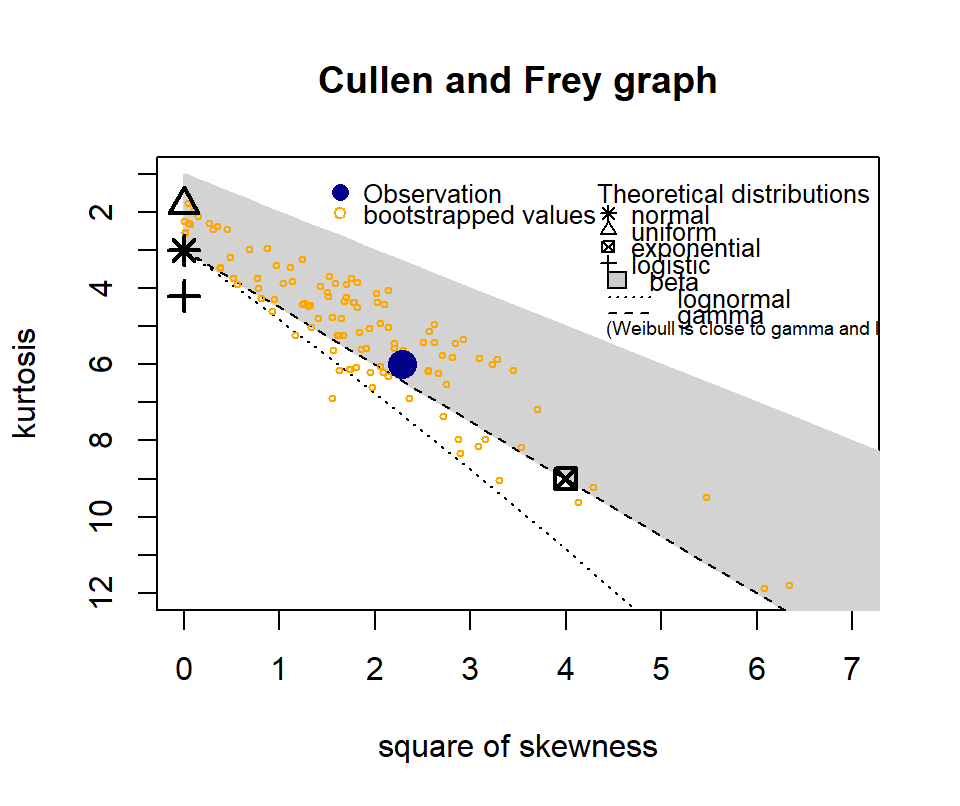 Cullen and Frey graph
Observation
bootstrapped values
Theoretical distributions
normal
uniform
exponential
logistic
beta
lognormal
gamma
(Weibull is close to gamma and l
kurtosis
2
4
6
8
10
12
0 1 2 3 4 5 6 7
square of skewness